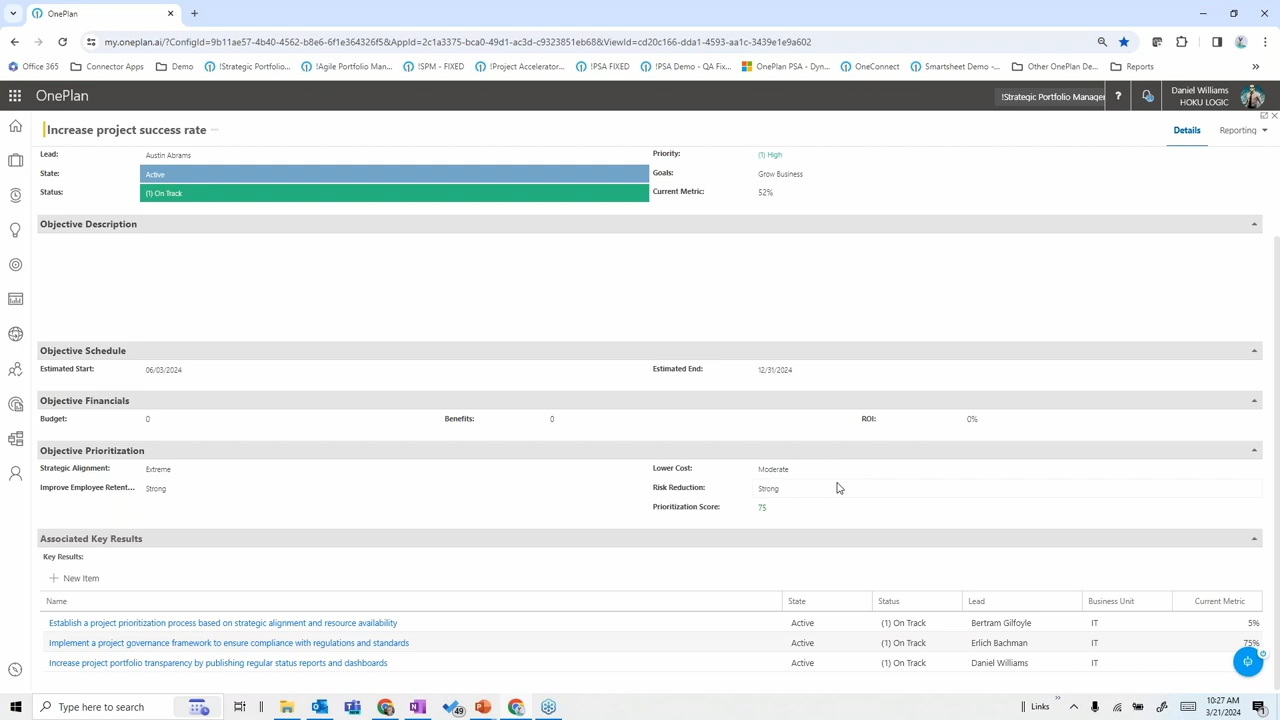 OnePlan
my.oneplan.ai/?ConfigId=9b11ae57-4b40-4562-b8e6-6f1e364326f5&AppId=2c1a3375-bca0-49d1-ac3d-c9323851eb68&ViewId=cd20c166-dda1-4593-aa1c-3439e1e9a602
Office 365 Connector Apps Demo !Strategic Portfolio... !Agile Portfolio Man... !SPM - FIXED !Project Accelerator... !PSA FIXED !PSA Demo - QA Fix... OnePlan PSA - Dyn... OneConnect Smartsheet Demo -... Other OnePlan De... Reports
OnePlan !Strategic Portfolio Manager ? Daniel Williams
HOKU LOGIC
Increase project success rate Details Reporting
Lead: Austin Abrams Priority: (1) High
State: Active Goals: Grow Business
Status: (1) On Track Current Metric: 52%
Objective Description
Objective Schedule
Estimated Start: 06/03/2024 Estimated End: 12/31/2024
Objective Financials
Budget: 0 Benefits: 0 ROI: 0%
Objective Prioritization
Strategic Alignment: Extreme Lower Cost: Moderate
Improve Employee Retent... Strong Risk Reduction: Strong
Prioritization Score: 75
Associated Key Results
Key Results:
New Item
Name State Status Lead Business Unit Current Metric
Establish a project prioritization process based on strategic alignment and resource availability Active (1) On Track Bertram Gilfoyle IT 5%
Implement a project governance framework to ensure compliance with regulations and standards Active (1) On Track Erlich Bachman IT 75%
Increase project portfolio transparency by publishing regular status reports and dashboards Active (1) On Track Daniel Williams IT
Type here to search 49 Links 10:27 AM
3/21/2024